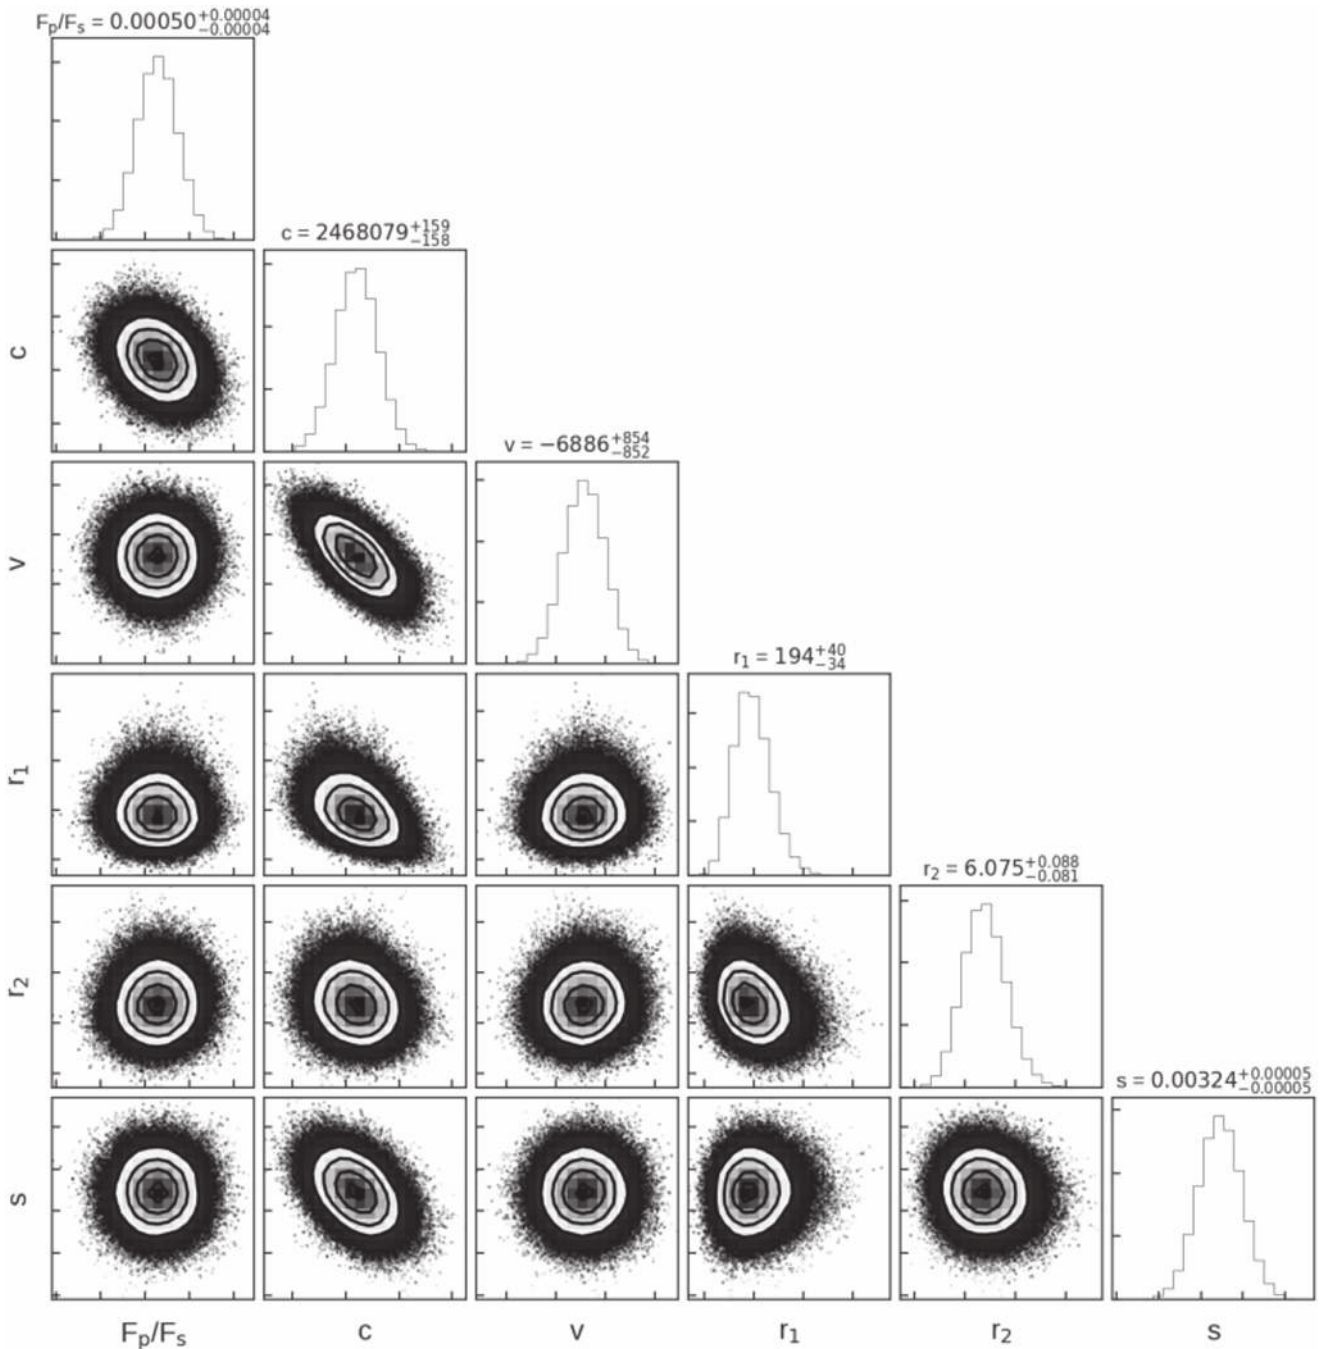 Fp/Fs = 0.00050 +0.00004 −0.00004
c = 2468079 +159 −158
c
v = −6886 +854 −852
v
r1 = 194 +40 −34
r1
r2 = 6.075 +0.088 −0.081
r2
s = 0.00324 +0.00005 −0.00005
s
Fp/Fs c v r1 r2 s